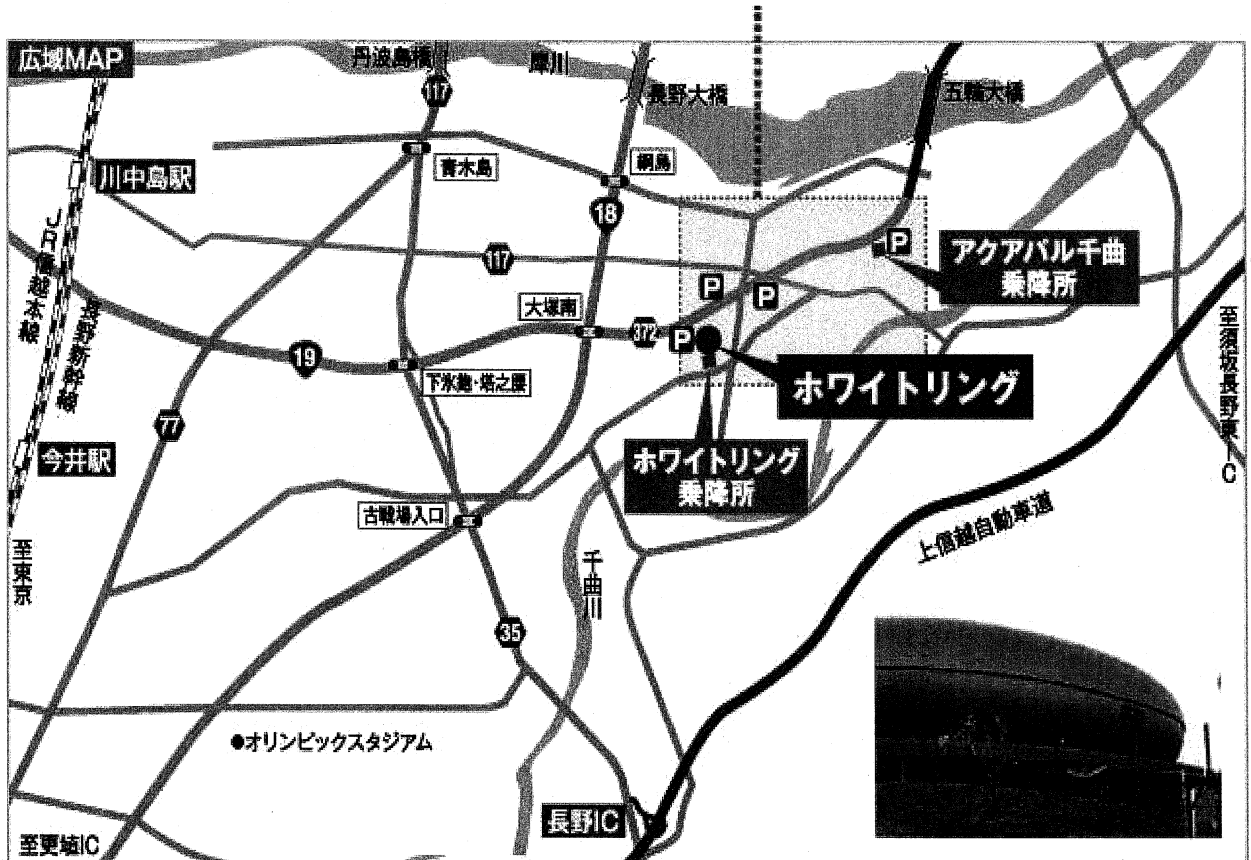 広域MAP
丹波島橋
犀川
117
長野大橋
五輪大橋
川中島駅
青木島
綱島
18
P
アクアパル千曲
乗降所
JR信越本線
長野新幹線
117
P
P
大塚南
372
P
至須坂長野東IC
19
下氷鉋・塔之腰
ホワイトリング
77
今井駅
ホワイトリング
乗降所
古戦場入口
上信越自動車道
至東京
千曲川
35
●オリンピックスタジアム
長野IC
至更埴IC